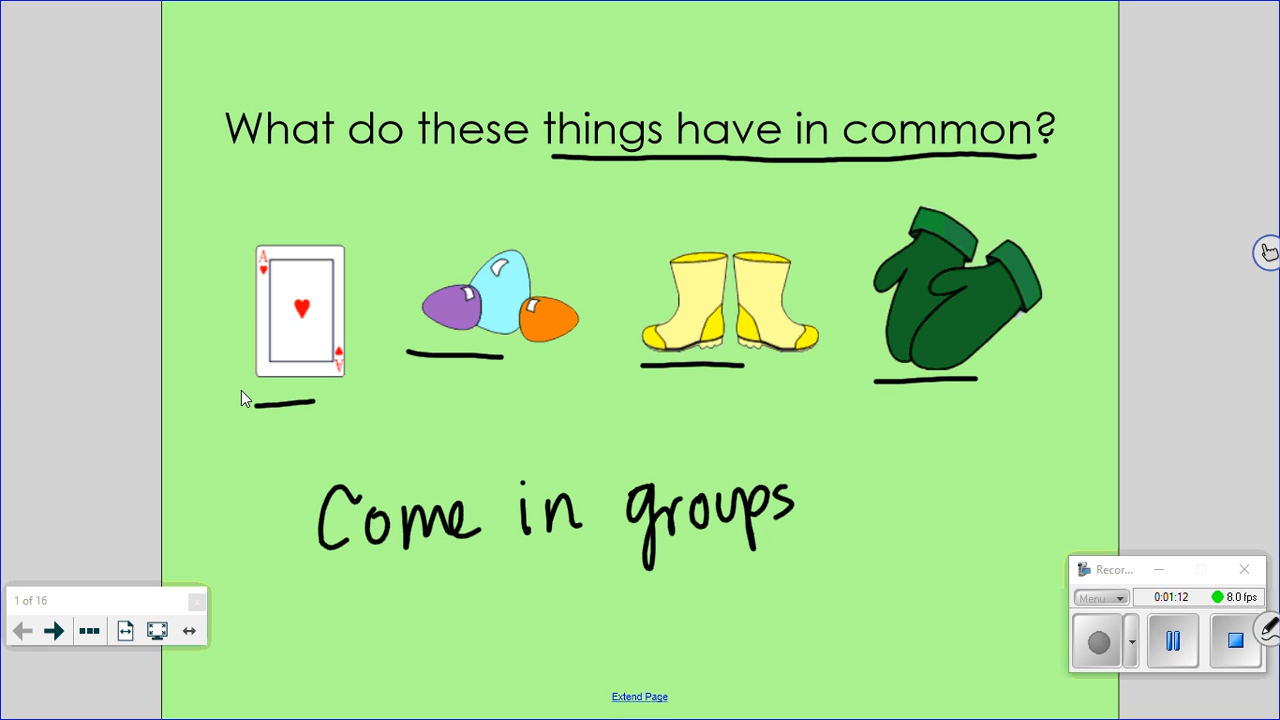 What do these things have in common?
A
A
Come in groups
1 of 16
x
Recor...
Menu
0:01:12
8.0 fps
Extend Page